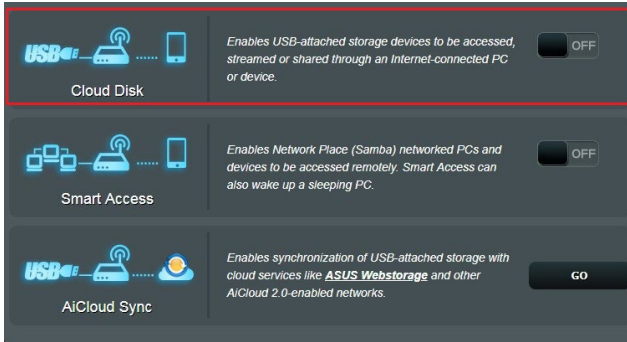 USB
Cloud Disk
Enables USB-attached storage devices to be accessed,
streamed or shared through an Internet-connected PC
or device.
OFF
Smart Access
Enables Network Place (Samba) networked PCs and
devices to be accessed remotely. Smart Access can
also wake up a sleeping PC.
OFF
USB
AiCloud Sync
Enables synchronization of USB-attached storage with
cloud services like ASUS Webstorage and other
AiCloud 2.0-enabled networks.
GO